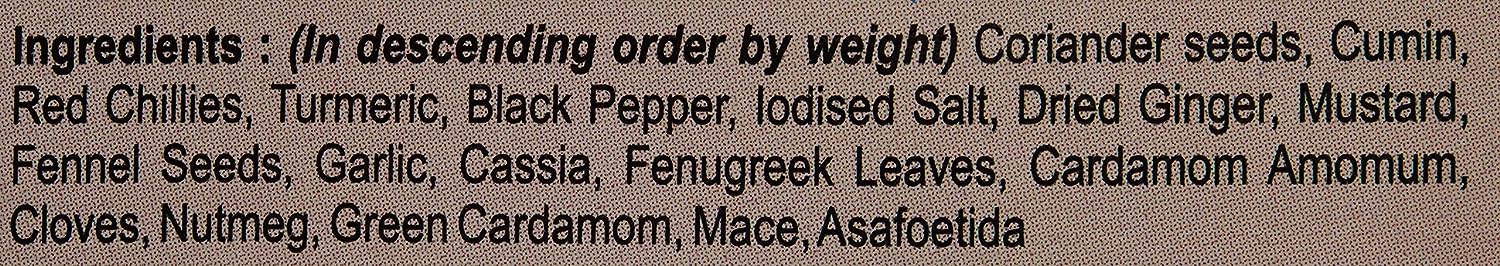 Ingredients : (In descending order by weight) Coriander seeds, Cumin,
Red Chillies, Turmeric, Black Pepper, Iodised Salt, Dried Ginger, Mustard,
Fennel Seeds, Garlic, Cassia, Fenugreek Leaves, Cardamom Amomum,
Cloves, Nutmeg, Green Cardamom, Mace, Asafoetida